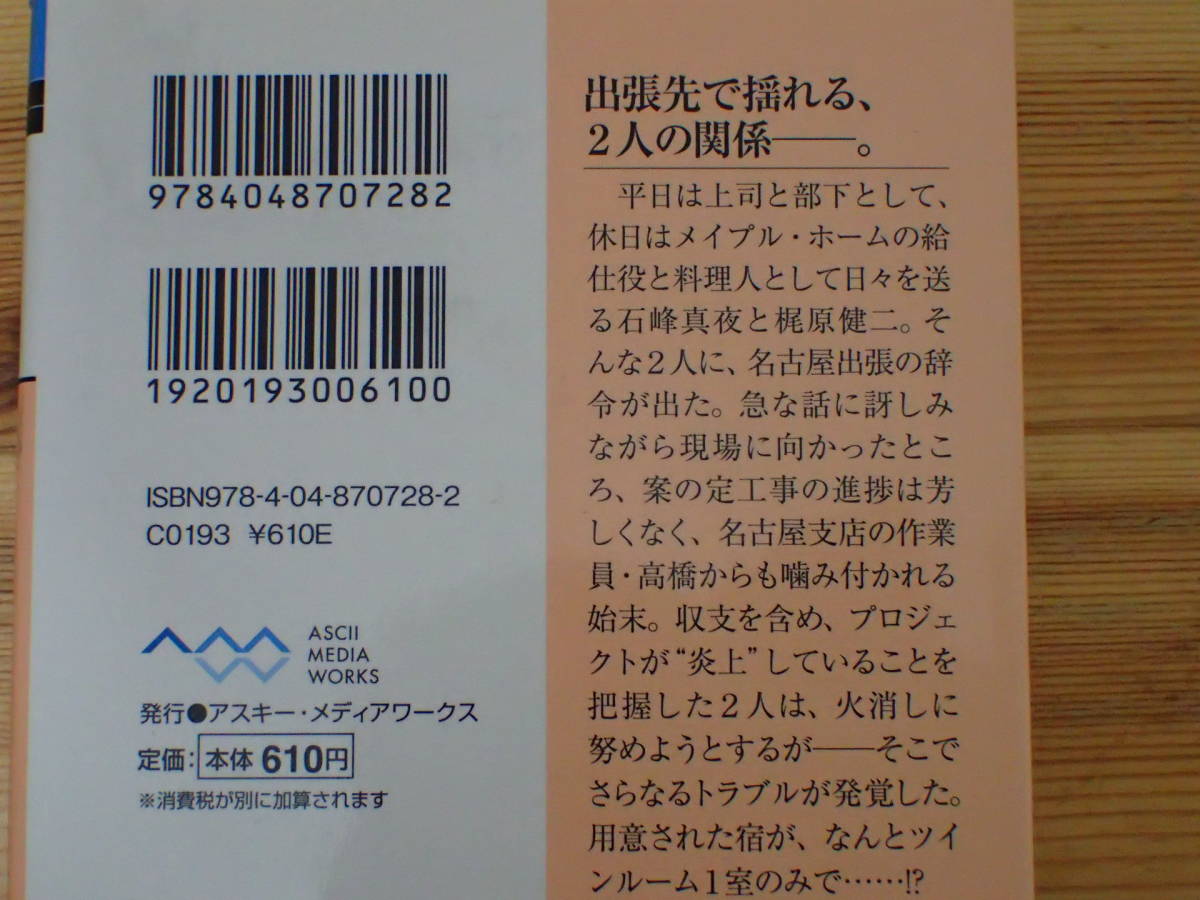 9784048707282
1920193006100
ISBN978-4-04-870728-2
C0193 ¥610E
ASCII
MEDIA
WORKS
発行●アスキー・メディアワークス
定価:本体 610円
※消費税が別に加算されます
出張先で揺れる、
２人の関係――。
平日は上司と部下として、
休日はメイプル・ホームの給
仕役と料理人として日々を送
る石峰真夜と梶原健二。そ
んな２人に、名古屋出張の辞
令が出た。急な話に訝しみ
ながら現場に向かったとこ
ろ、案の定工事の進捗は芳
しくなく、名古屋支店の作業
員・高橋からも噛み付かれる
始末。収支を含め、プロジェ
クトが“炎上”していることを
把握した２人は、火消しに
努めようとするが――そこで
さらなるトラブルが発覚した。
用意された宿が、なんとツイ
ンルーム１室のみで……!?